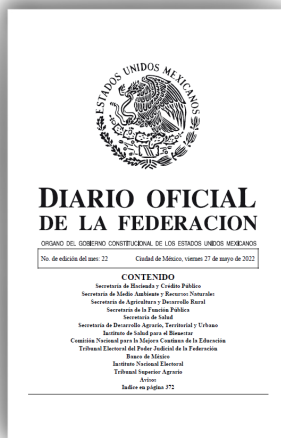 ESTADOS UNIDOS MEXICANOS
DIARIO OFICIAL
DE LA FEDERACION
ORGANO DEL GOBIERNO CONSTITUCIONAL DE LOS ESTADOS UNIDOS MEXICANOS
No. de edición del mes: 22 Ciudad de México, viernes 27 de mayo de 2022
CONTENIDO
Secretaría de Hacienda y Crédito Público
Secretaría de Medio Ambiente y Recursos Naturales
Secretaría de Agricultura y Desarrollo Rural
Secretaría de la Función Pública
Secretaría de Salud
Secretaría de Desarrollo Agrario, Territorial y Urbano
Instituto de Salud para el Bienestar
Comisión Nacional para la Mejora Continua de la Educación
Tribunal Electoral del Poder Judicial de la Federación
Banco de México
Instituto Nacional Electoral
Tribunal Superior Agrario
Avisos
Indice en página 372